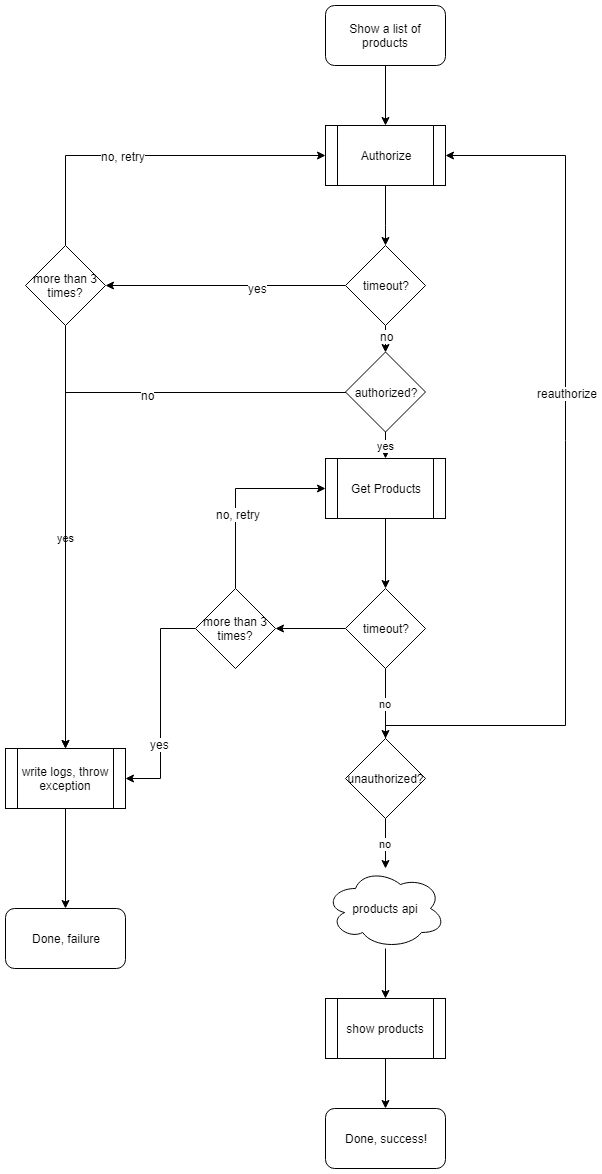 Show a list of
products
no, retry
Authorize
more than 3
times?
yes
timeout?
no
no
authorized?
reauthorize
yes
Get Products
no, retry
yes
more than 3
times?
timeout?
no
yes
write logs, throw
exception
unauthorized?
no
products api
Done, failure
show products
Done, success!